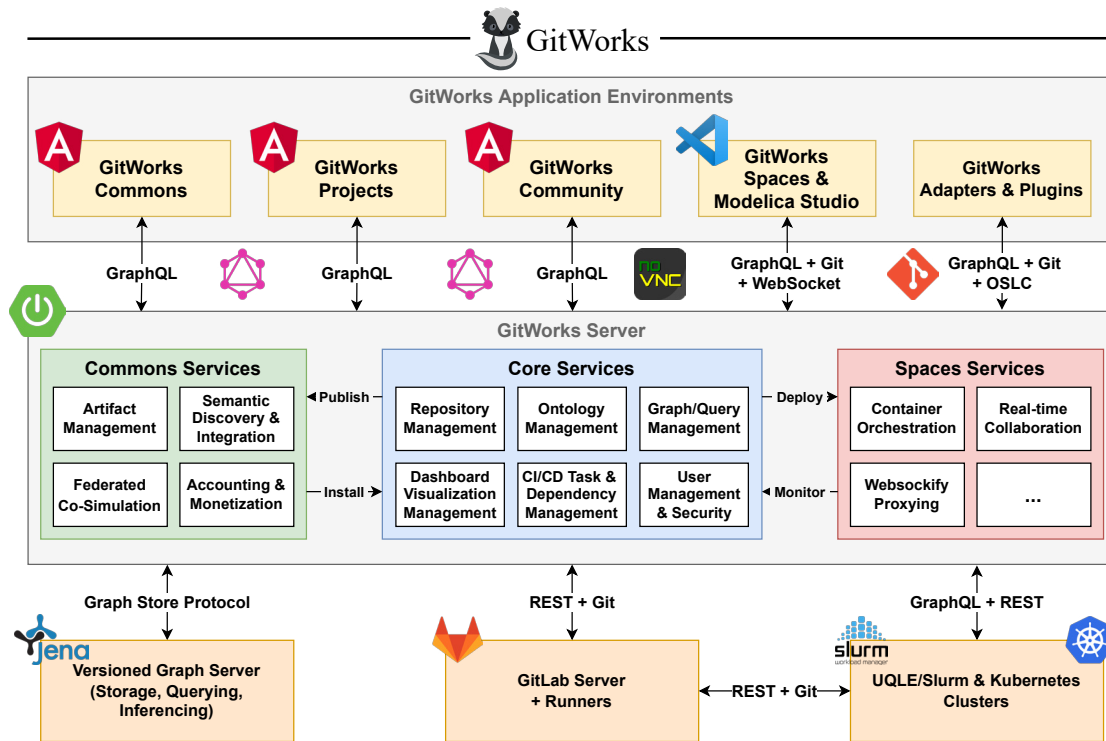 GitWorks
GitWorks Application Environments
GitWorks
Commons
GitWorks
Projects
GitWorks
Community
GitWorks
Spaces &
Modelica Studio
GitWorks
Adapters & Plugins
GraphQL
GraphQL
GraphQL
no
VNC
GraphQL + Git
+ WebSocket
GraphQL + Git
+ OSLC
GitWorks Server
Commons Services
Artifact
Management
Semantic
Discovery &
Integration
Federated
Co-Simulation
Accounting &
Monetization
Publish
Install
Core Services
Repository
Management
Ontology
Management
Graph/Query
Management
Dashboard
Visualization
Management
CI/CD Task &
Dependency
Management
User
Management
& Security
Deploy
Monitor
Spaces Services
Container
Orchestration
Real-time
Collaboration
Websockify
Proxying
...
Graph Store Protocol
REST + Git
GraphQL + REST
Jena
Versioned Graph Server
(Storage, Querying,
Inferencing)
GitLab Server
+ Runners
REST + Git
slurm
workload manager
UQLE/Slurm & Kubernetes
Clusters